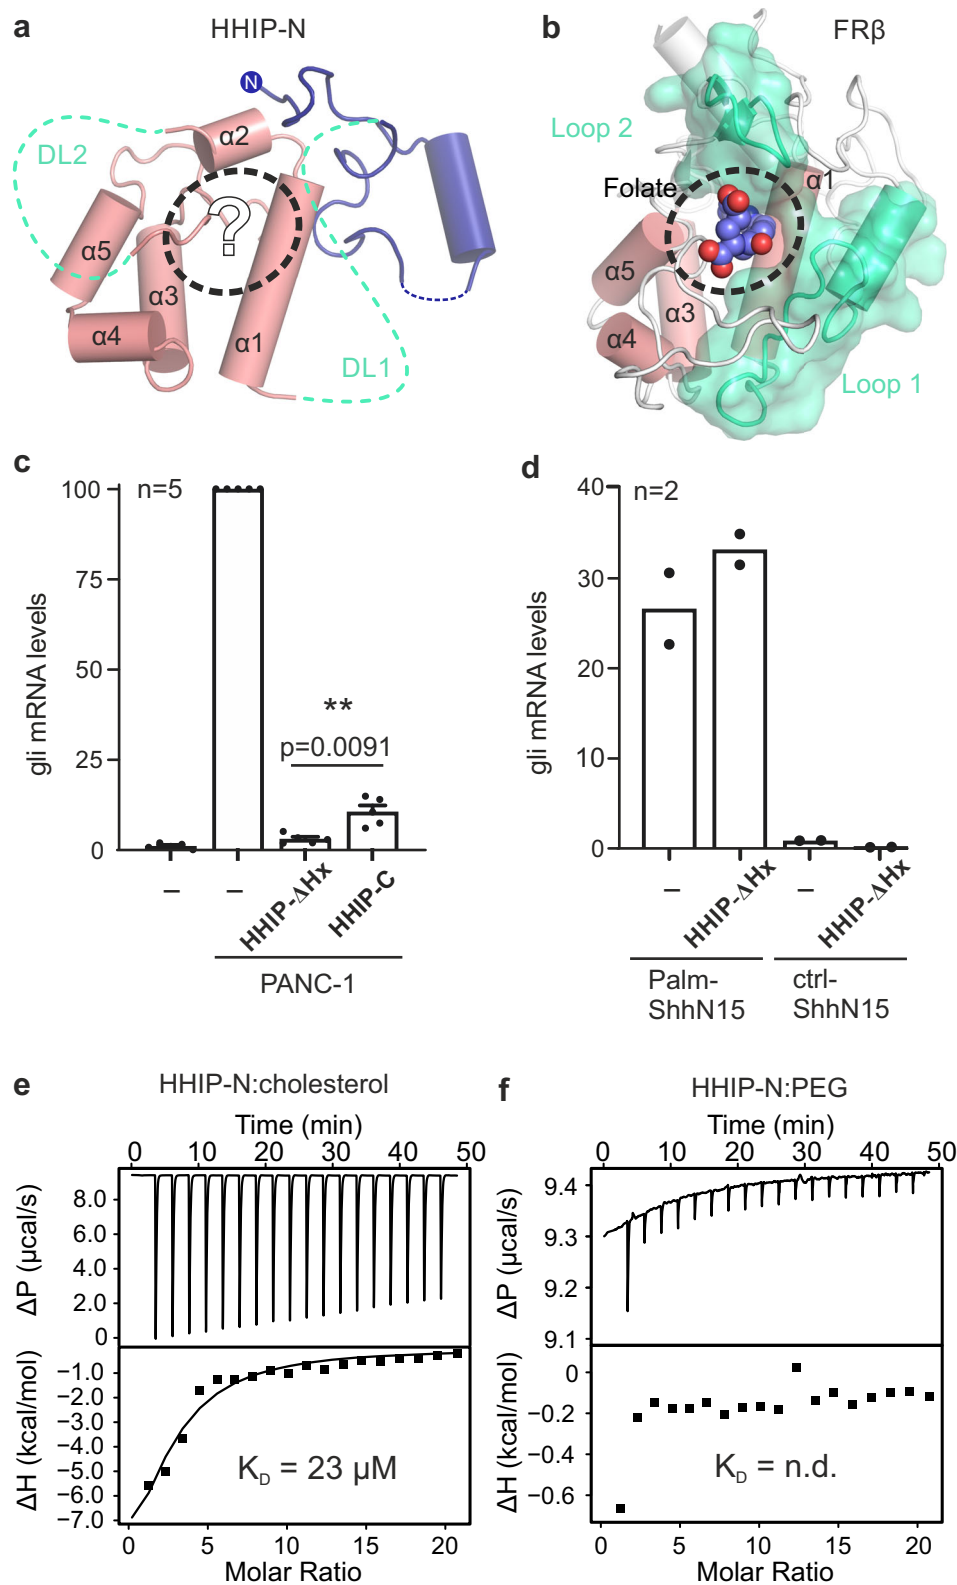 a
HHIP-N
N
α2
DL2
?
α5
α3
α4
α1
DL1
b
FRβ
Loop 2
Folate
α1
α5
α3
α4
Loop 1
c
n=5
100
75
50
25
0
gli mRNA levels
**
p=0.0091
–
–
HHIP-ΔHx
HHIP-C
PANC-1
d
n=2
40
30
20
10
0
gli mRNA levels
–
HHIP-ΔHx
–
HHIP-ΔHx
Palm-
ShhN15
ctrl-
ShhN15
e
HHIP-N:cholesterol
Time (min)
0 10 20 30 40 50
ΔP (µcal/s)
8.0
6.0
4.0
2.0
0
ΔH (kcal/mol)
−1.0
−2.0
−3.0
−4.0
−5.0
−6.0
−7.0
K_D = 23 µM
0 5 10 15 20
Molar Ratio
f
HHIP-N:PEG
Time (min)
0 10 20 30 40 50
ΔP (µcal/s)
9.4
9.3
9.2
9.1
ΔH (kcal/mol)
0
−0.2
−0.4
−0.6
K_D = n.d.
0 5 10 15 20
Molar Ratio